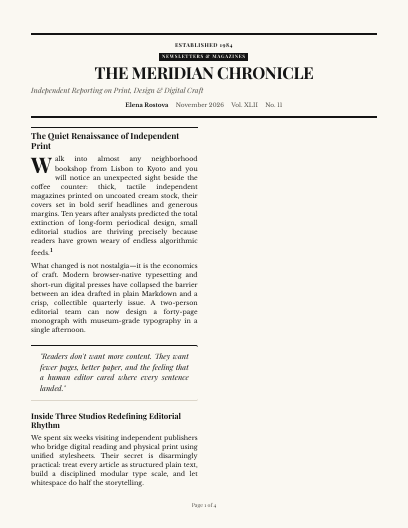 ESTABLISHED 1984
NEWSLETTERS & MAGAZINES
THE MERIDIAN CHRONICLE
Independent Reporting on Print, Design & Digital Craft
Elena Rostova November 2026 Vol. XLII No. 11
The Quiet Renaissance of Independent
Print
Walk into almost any neighborhood
bookshop from Lisbon to Kyoto and you
will notice an unexpected sight beside the
coffee counter: thick, tactile independent
magazines printed on uncoated cream stock, their
covers set in bold serif headlines and generous
margins. Ten years after analysts predicted the total
extinction of long-form periodical design, small
editorial studios are thriving precisely because
readers have grown weary of endless algorithmic
feeds.¹
What changed is not nostalgia—it is the economics
of craft. Modern browser-native typesetting and
short-run digital presses have collapsed the barrier
between an idea drafted in plain Markdown and a
crisp, collectible quarterly issue. A two-person
editorial team can now design a forty-page
monograph with museum-grade typography in a
single afternoon.
"Readers don't want more content. They want
fewer pages, better paper, and the feeling that
a human editor cared where every sentence
landed."
Inside Three Studios Redefining Editorial
Rhythm
We spent six weeks visiting independent publishers
who bridge digital reading and physical print using
unified stylesheets. Their secret is disarmingly
practical: treat every article as structured plain text,
build a disciplined modular type scale, and let
whitespace do half the storytelling.
Page 1 of 4